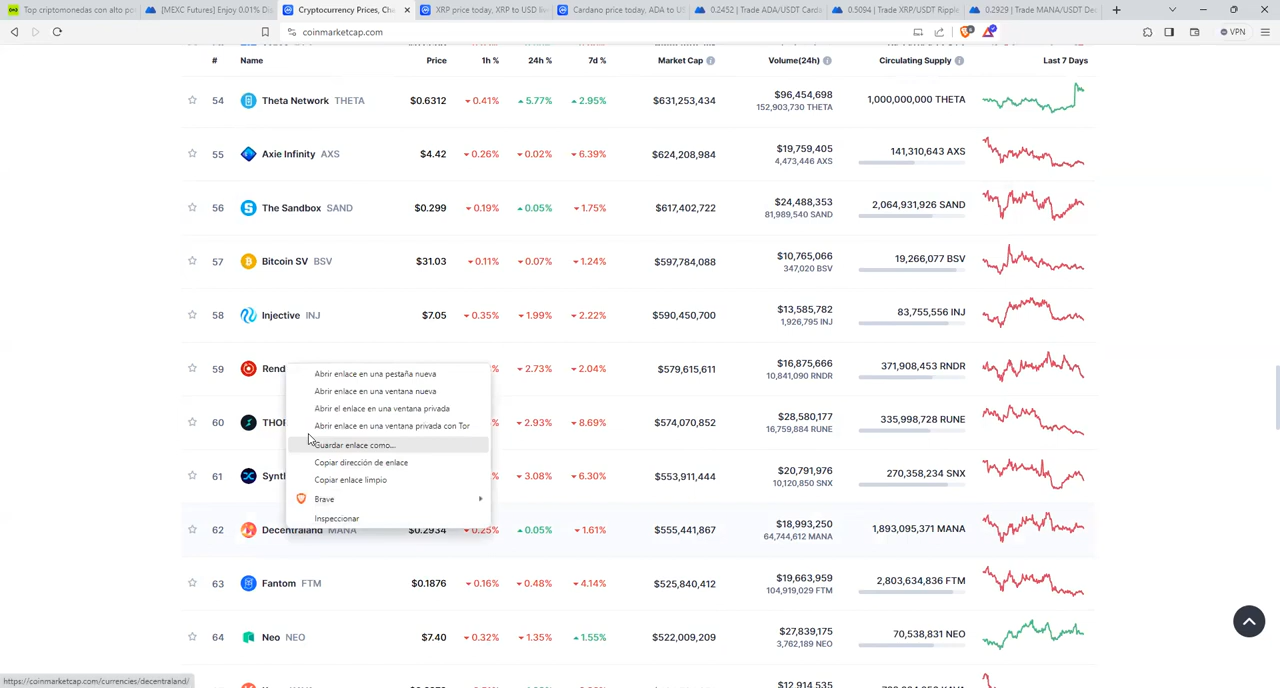 Top criptomonedas con alto po
[MEXC Futures] Enjoy 0.01% Di
Cryptocurrency Prices, Cha
XRP price today, XRP to USD live
Cardano price today, ADA to US
0.2452 | Trade ADA/USDT Carda
0.5094 | Trade XRP/USDT Ripple
0.2929 | Trade MANA/USDT De
coinmarketcap.com
VPN
# Name Price 1h % 24h % 7d % Market Cap Volume(24h) Circulating Supply Last 7 Days
54 Theta Network THETA $0.6312 0.41% 5.77% 2.95% $631,253,434 $96,454,698 1,000,000,000 THETA
152,903,730 THETA
55 Axie Infinity AXS $4.42 0.26% 0.02% 6.39% $624,208,984 $19,759,405 141,310,643 AXS
4,473,446 AXS
56 The Sandbox SAND $0.299 0.19% 0.05% 1.75% $617,402,722 $24,488,353 2,064,931,926 SAND
81,989,540 SAND
57 Bitcoin SV BSV $31.03 0.11% 0.07% 1.24% $597,784,088 $10,765,066 19,266,077 BSV
347,020 BSV
58 Injective INJ $7.05 0.35% 1.99% 2.22% $590,450,700 $13,585,782 83,755,556 INJ
1,926,795 INJ
59 Rend % 2.73% 2.04% $579,615,611 $16,875,666 371,908,453 RNDR
10,841,090 RNDR
60 THOR % 2.93% 8.69% $574,070,852 $28,580,177 335,998,728 RUNE
16,759,884 RUNE
61 Synt % 3.08% 6.30% $553,911,444 $20,791,976 270,358,234 SNX
10,120,850 SNX
62 Decentraland MANA $0.2934 0.25% 0.05% 1.61% $555,441,867 $18,993,250 1,893,095,371 MANA
64,744,612 MANA
63 Fantom FTM $0.1876 0.16% 0.48% 4.14% $525,840,412 $19,663,959 2,803,634,836 FTM
104,919,029 FTM
64 Neo NEO $7.40 0.32% 1.35% 1.55% $522,009,209 $27,839,175 70,538,831 NEO
3,762,189 NEO
$12,914,535
Abrir enlace en una pestaña nueva
Abrir enlace en una ventana nueva
Abrir el enlace en una ventana privada
Abrir enlace en una ventana privada con Tor
Guardar enlace como...
Copiar dirección de enlace
Copiar enlace limpio
Brave
Inspeccionar
https://coinmarketcap.com/currencies/decentraland/